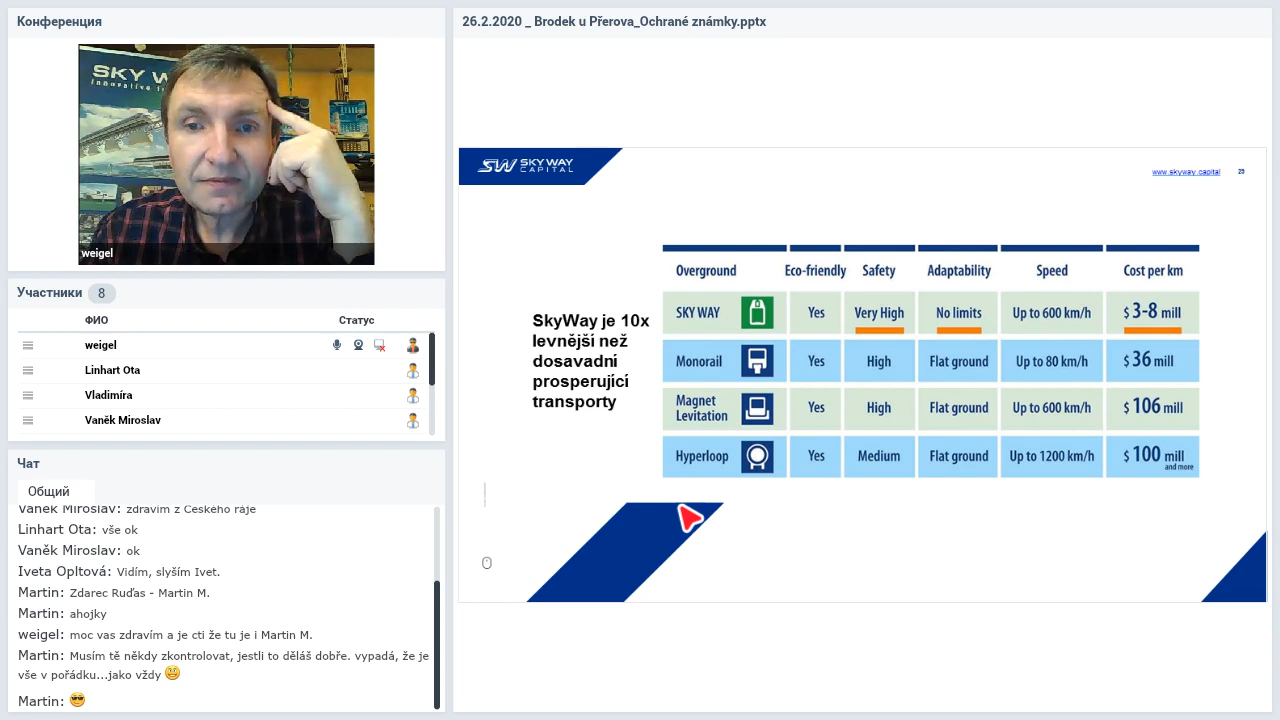 Конференция
SKY W
weigel
Участники 8
ФИО Статус
weigel
Linhart Ota
Vladimíra
Vaněk Miroslav
Чат
Общий
Vaněk Miroslav: zdravím z Českého ráje
Linhart Ota: vše ok
Vaněk Miroslav: ok
Iveta Opltová: Vidím, slyším Ivet.
Martin: Zdarec Ruďas - Martin M.
Martin: ahojky
weigel: moc vas zdravím a je cti že tu je i Martin M.
Martin: Musím tě někdy zkontrolovat, jestli to děláš dobře. vypadá, že je
vše v pořádku...jako vždy
Martin:
26.2.2020 _ Brodek u Přerova_Ochrané známky.pptx
SW SKY WAY
CAPITAL
www.skyway.capital 23
SkyWay je 10x
levnější než
dosavadní
prosperující
transporty
Overground Eco-friendly Safety Adaptability Speed Cost per km
SKY WAY Yes Very High No limits Up to 600 km/h $ 3-8 mill
Monorail Yes High Flat ground Up to 80 km/h $ 36 mill
Magnet
Levitation Yes High Flat ground Up to 600 km/h $ 106 mill
Hyperloop Yes Medium Flat ground Up to 1200 km/h $ 100 mill
and more